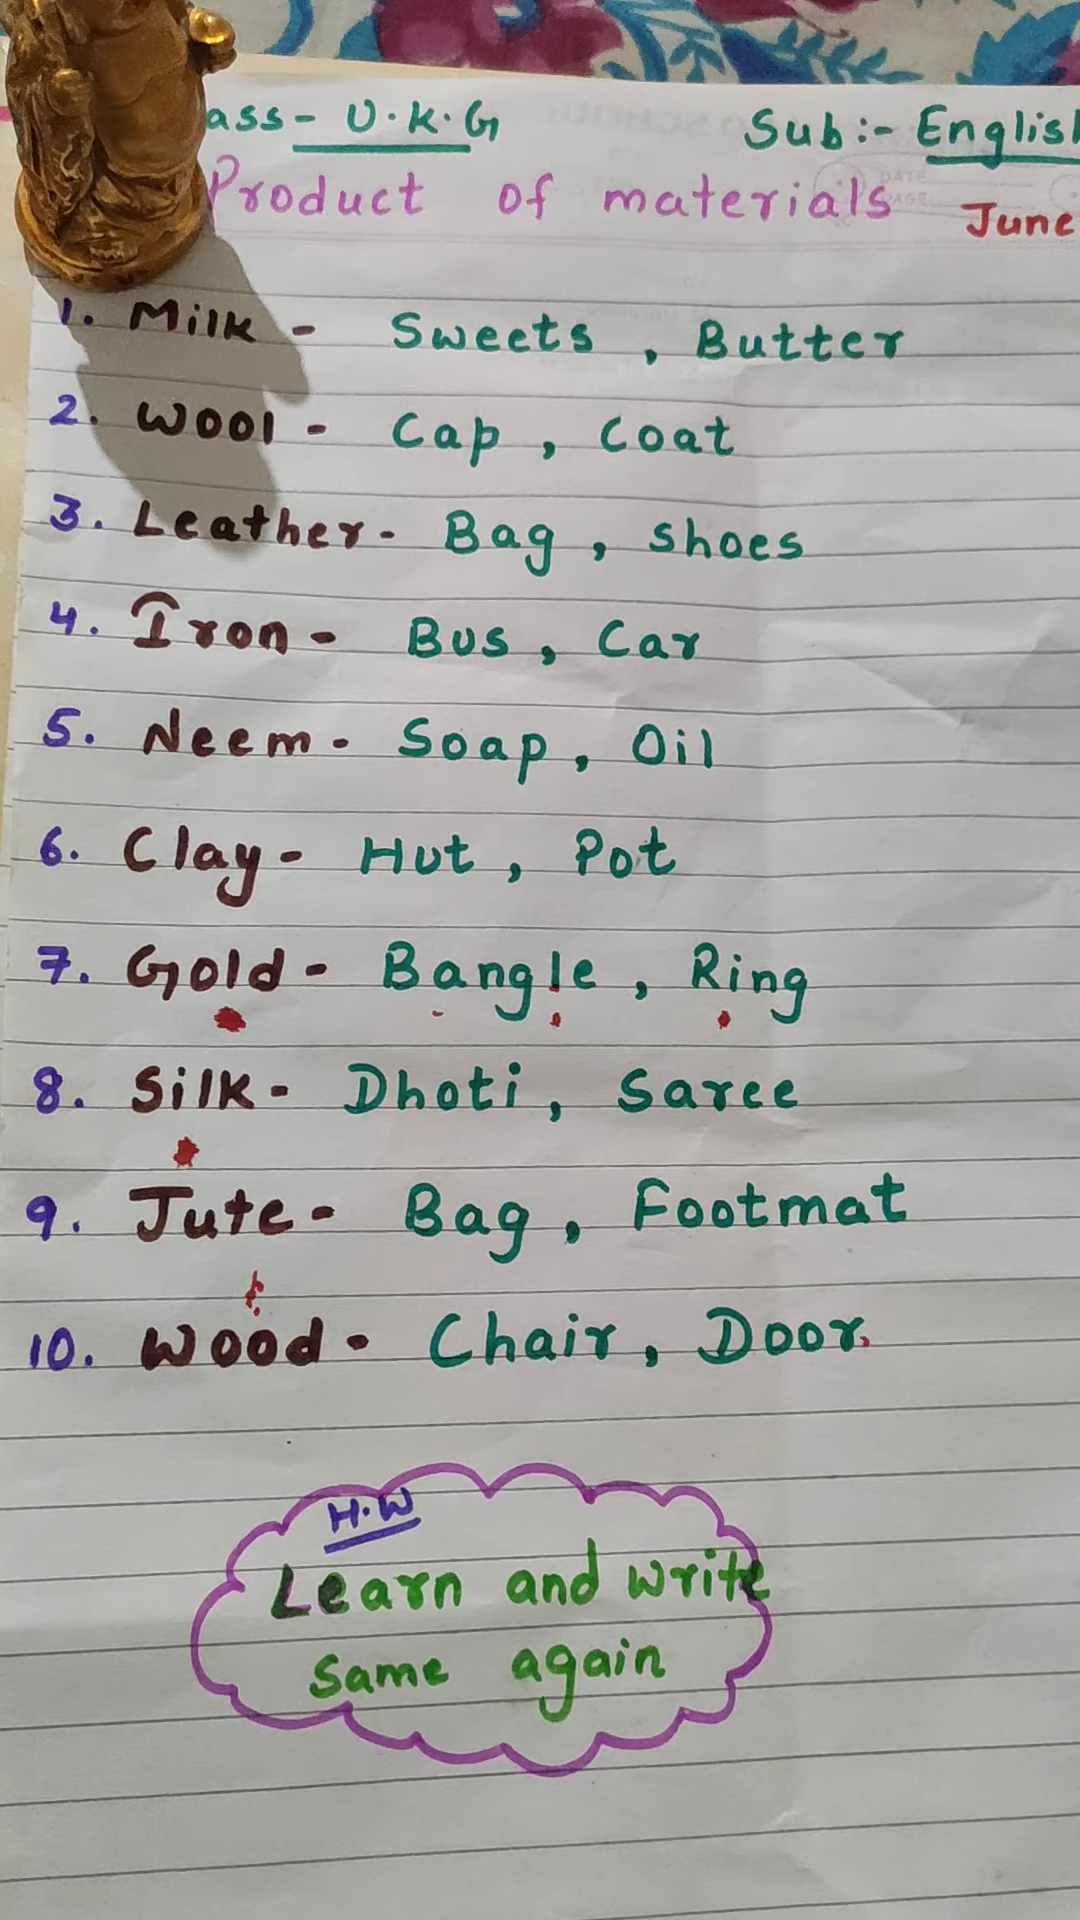 ass- U.K.G Sub:- English
Product of materials June
1. Milk - Sweets , Butter
2. Wool - Cap , Coat
3. Leather - Bag , Shoes
4. Iron - Bus , Car
5. Neem - Soap , Oil
6. Clay - Hut , Pot
7. Gold - Bangle , Ring
8. Silk - Dhoti , Saree
9. Jute - Bag , Footmat
10. Wood - Chair , Door.
H.W
Learn and write
Same again